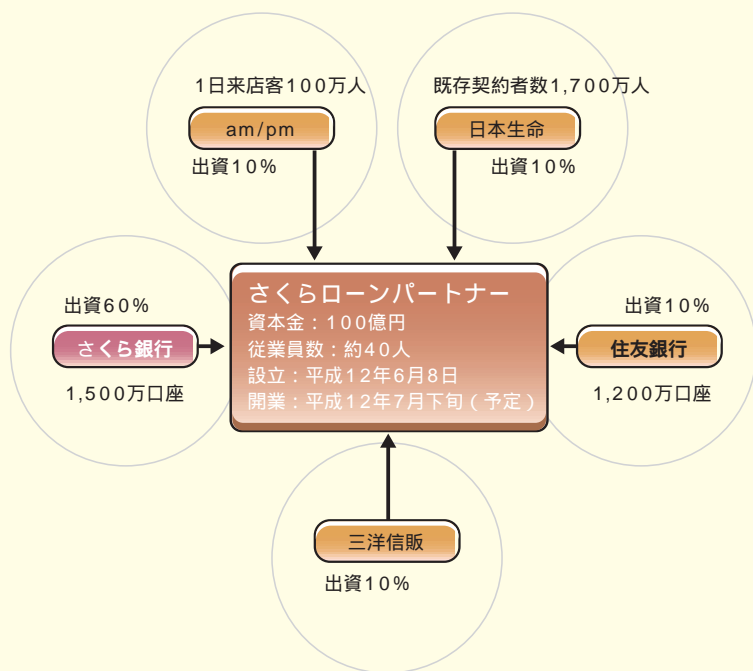 1日来店客100万人
am/pm
出資10%
既存契約者数1,700万人
日本生命
出資10%
出資60%
さくら銀行
1,500万口座
さくらローンパートナー
資本金：100億円
従業員数：約40人
設立：平成12年6月8日
開業：平成12年7月下旬（予定）
出資10%
住友銀行
1,200万口座
三洋信販
出資10%